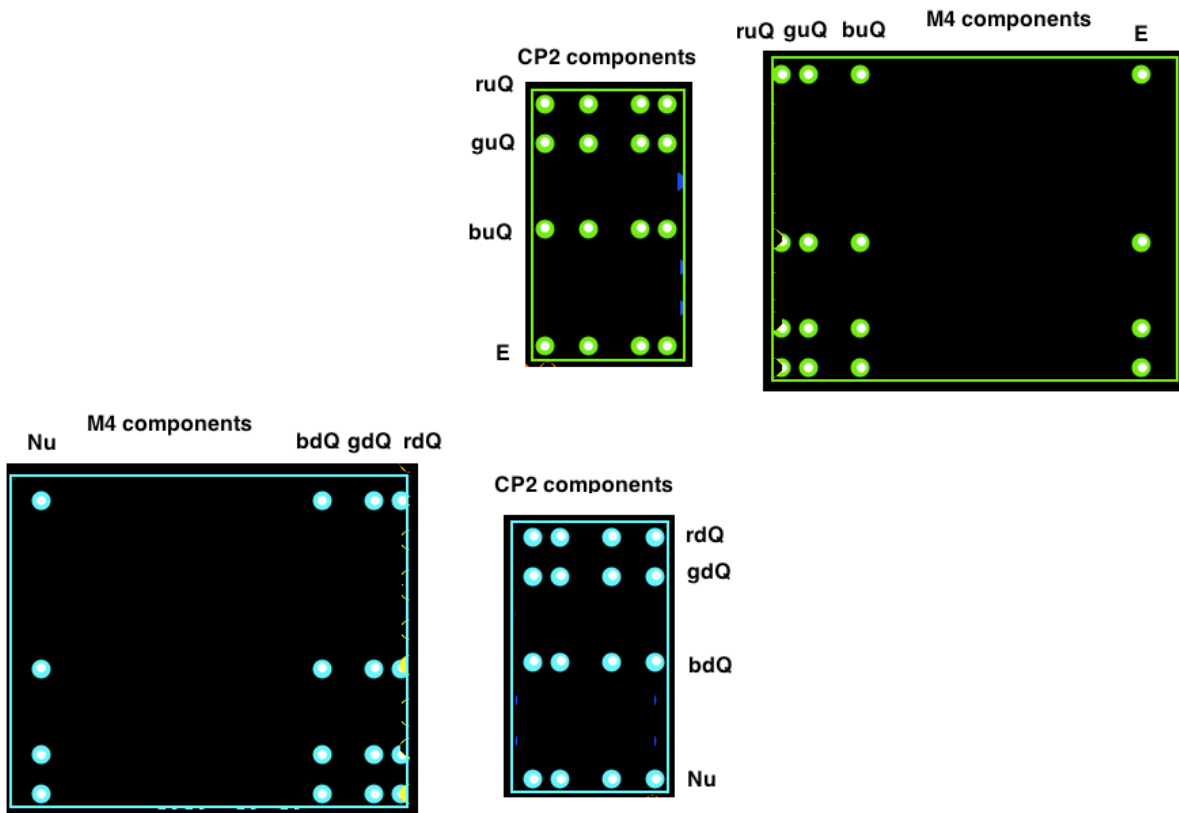 M4 components
ruQ guQ buQ E
CP2 components
ruQ
guQ
buQ
E
M4 components
Nu bdQ gdQ rdQ
CP2 components
rdQ
gdQ
bdQ
Nu